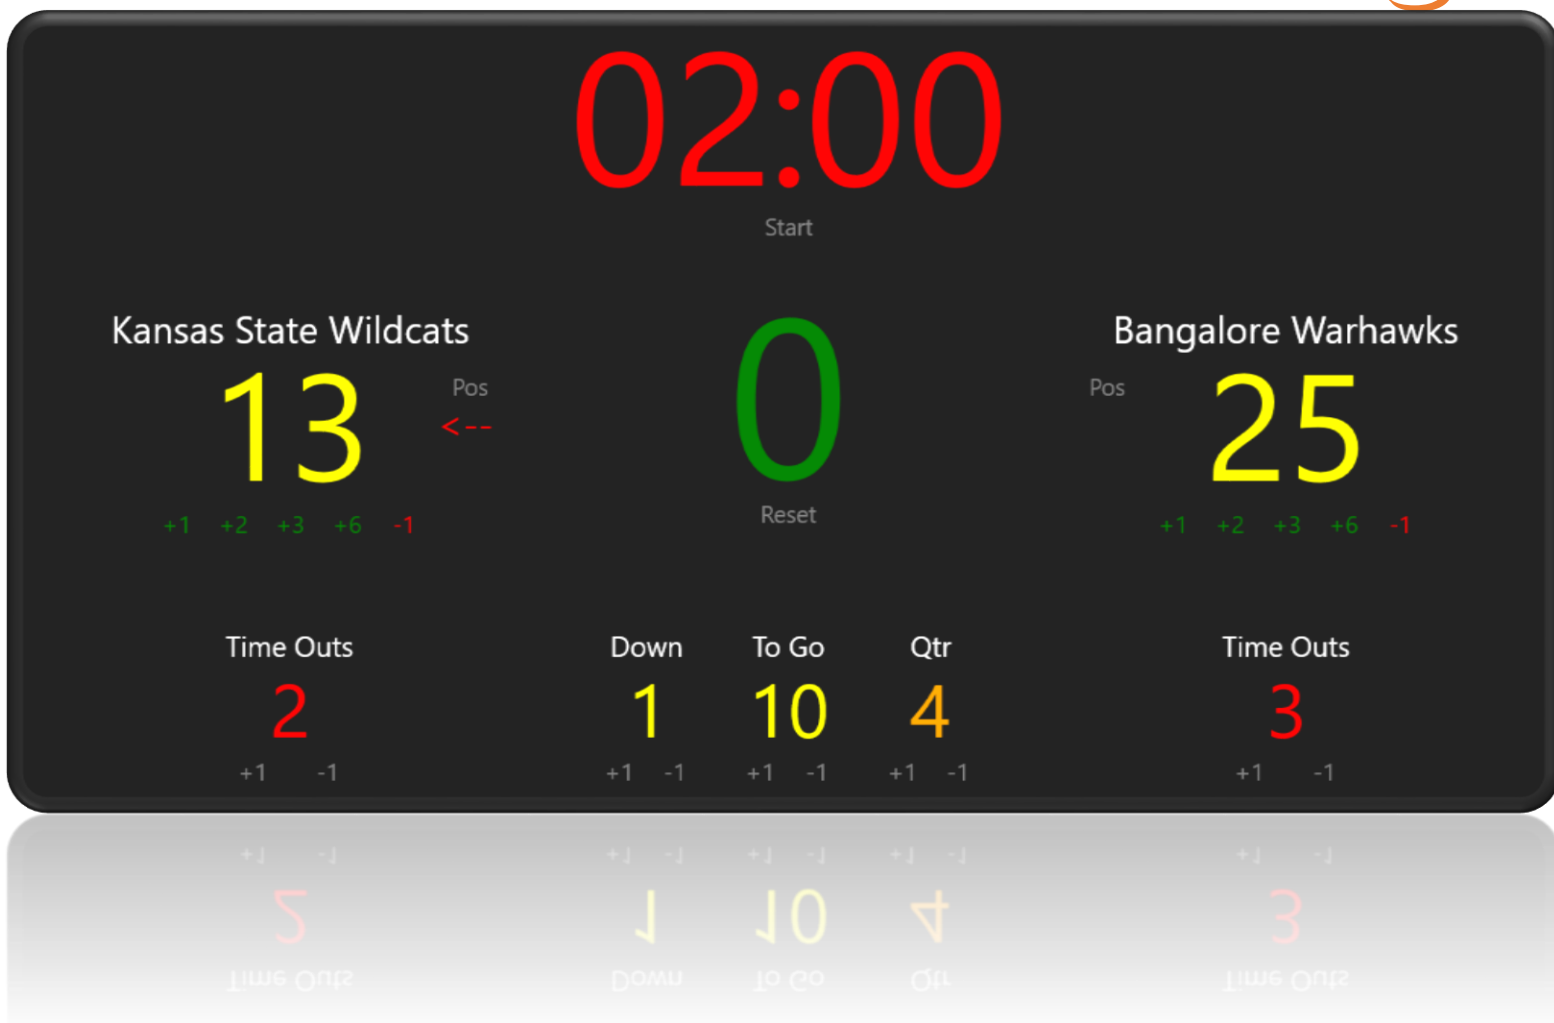 02:00
Start
Kansas State Wildcats
13
Pos
<--
0
Reset
Bangalore Warhawks
Pos
25
+1 +2 +3 +6 -1
+1 +2 +3 +6 -1
Time Outs
2
+1 -1
Down To Go Qtr
1 10 4
+1 -1 +1 -1 +1 -1
Time Outs
3
+1 -1